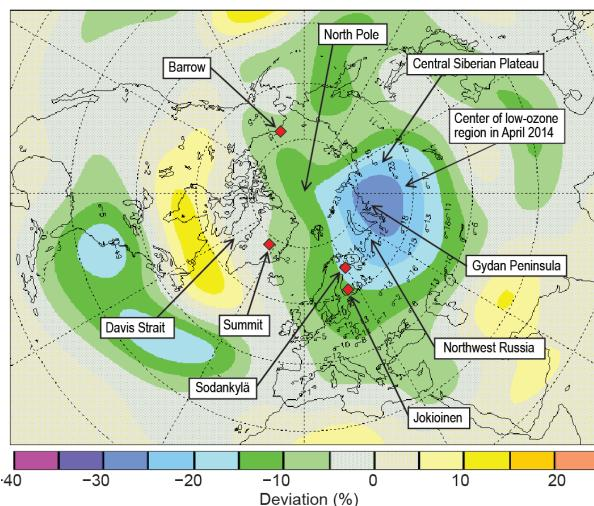 North Pole
Barrow
Central Siberian Plateau
Center of low-ozone
region in April 2014
Gydan Peninsula
Davis Strait
Summit
Northwest Russia
Sodankylä
Jokioinen
-40 −30 −20 −10 0 10 20
Deviation (%)